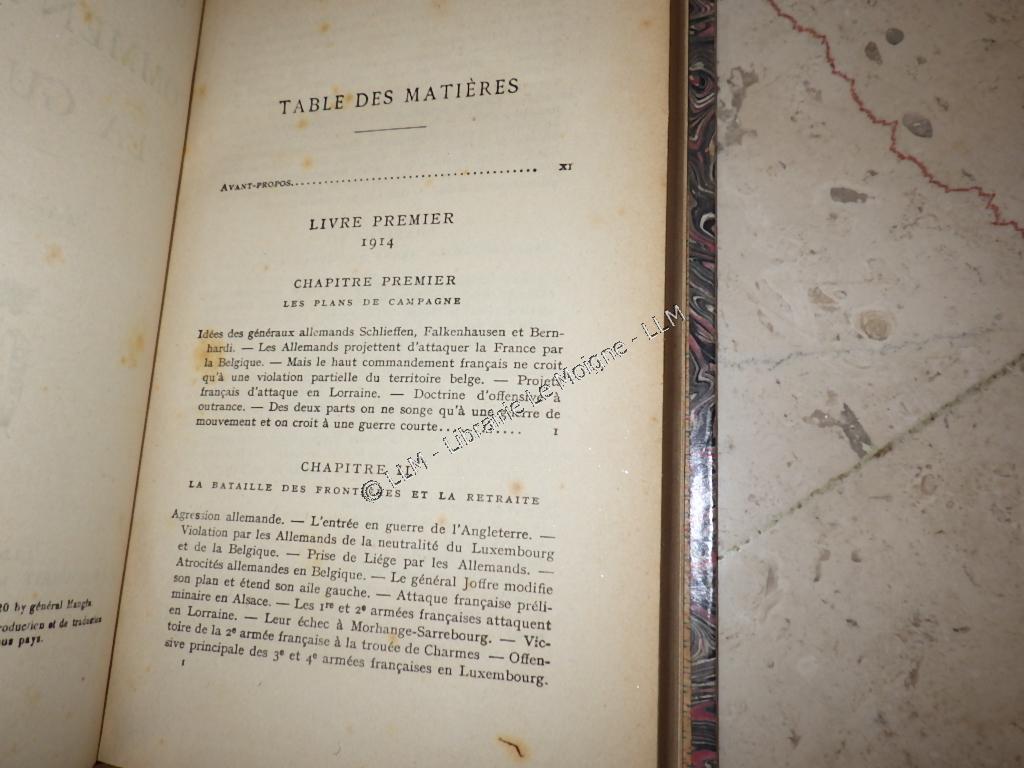 TABLE DES MATIÈRES
AVANT-PROPOS....................................... XI
LIVRE PREMIER
1914
CHAPITRE PREMIER
LES PLANS DE CAMPAGNE
Idées des généraux allemands Schlieffen, Falkenhausen et Bern-
hardi. — Les Allemands projettent d'attaquer la France par
la Belgique. — Mais le haut commandement français ne croit
qu'à une violation partielle du territoire belge. — Projets
français d'attaque en Lorraine. — Doctrine d'offensive à
outrance. — Des deux parts on ne songe qu'à une guerre de
mouvement et on croit à une guerre courte............ 1
CHAPITRE II
LA BATAILLE DES FRONTIÈRES ET LA RETRAITE
Agression allemande. — L'entrée en guerre de l'Angleterre. —
Violation par les Allemands de la neutralité du Luxembourg
et de la Belgique. — Prise de Liége par les Allemands. —
Atrocités allemandes en Belgique. — Le général Joffre modifie
son plan et étend son aile gauche. — Attaque française préli-
minaire en Alsace. — Les 1re et 2e armées françaises attaquent
en Lorraine. — Leur échec à Morhange-Sarrebourg. — Vic-
toire de la 2e armée française à la trouée de Charmes — Offen-
sive principale des 3e et 4e armées françaises en Luxembourg.
1
20 by général Mangin
roduction et de traduction
ous pays.
© LLM - Librairie Le Moigne - LLM